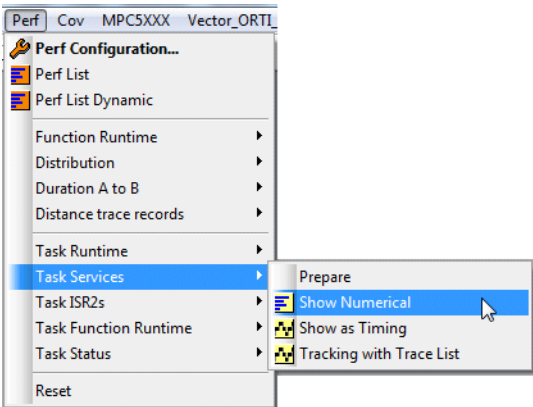 Perf Cov MPC5XXX Vector_ORTI_
Perf Configuration...
Perf List
Perf List Dynamic
Function Runtime
Distribution
Duration A to B
Distance trace records
Task Runtime
Task Services
Prepare
Task ISR2s
Show Numerical
Task Function Runtime
Show as Timing
Task Status
Tracking with Trace List
Reset